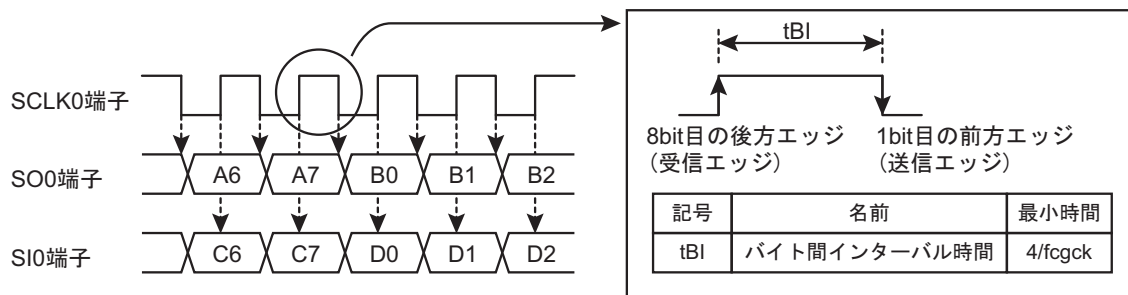 SCLK0端子
SO0端子
A6 A7 B0 B1 B2
SI0端子
C6 C7 D0 D1 D2
tBI
8bit目の後方エッジ
(受信エッジ)
1bit目の前方エッジ
(送信エッジ)
記号 名前 最小時間
tBI バイト間インターバル時間 4/fcgck